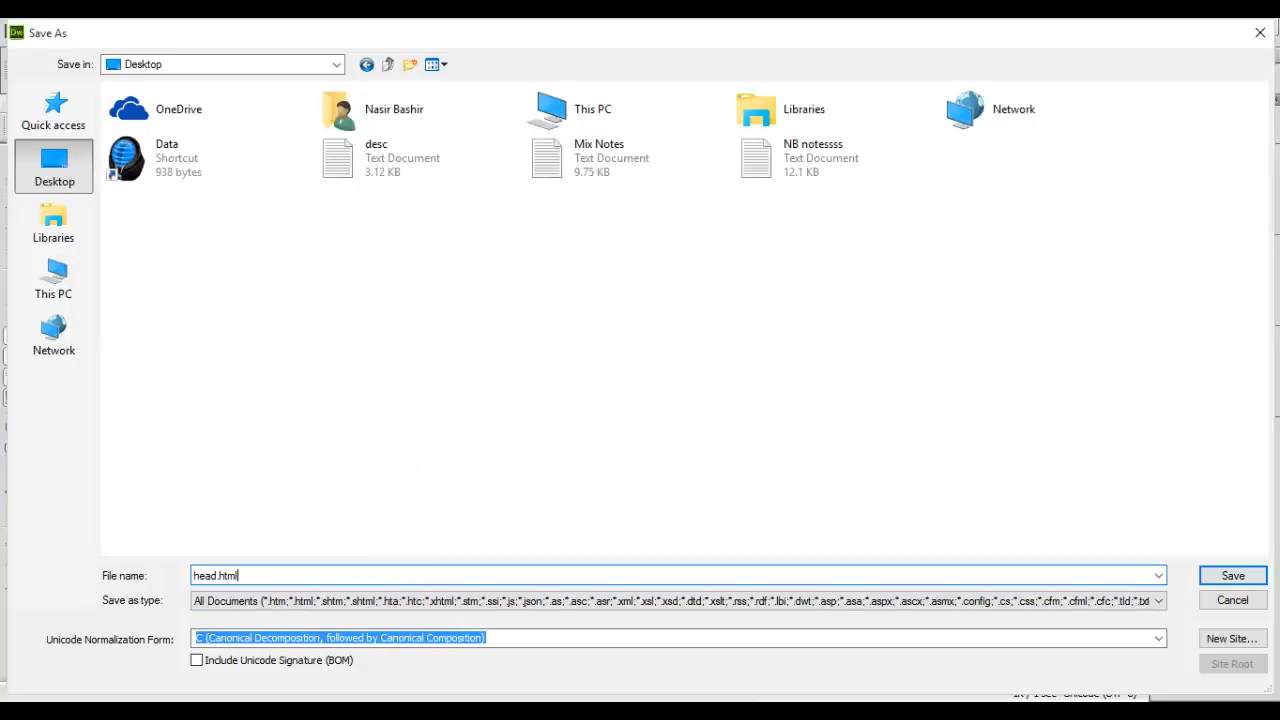 Dw Save As
Save in: Desktop
OneDrive Nasir Bashir This PC Libraries Network
Data desc Mix Notes NB notessss
Shortcut Text Document Text Document Text Document
938 bytes 3.12 KB 9.75 KB 12.1 KB
Quick access
Desktop
Libraries
This PC
Network
File name: head.html Save
Save as type: All Documents (*.htm;*.html;*.shtm;*.shtml;*.hta;*.htc;*.xhtml;*.stm;*.ssi;*.js;*.json;*.as;*.asc;*.asr;*.xml;*.xsl;*.xsd;*.dtd;*.xslt;*.rss;*.rdf;*.lbi;*.dwt;*.asp;*.asa;*.aspx;*.ascx;*.asmx;*.config;*.cs;*.css;*.cfm;*.cfml;*.cfc;*.tld;*.txt Cancel
Unicode Normalization Form: C (Canonical Decomposition, followed by Canonical Composition) New Site...
Include Unicode Signature (BOM) Site Root